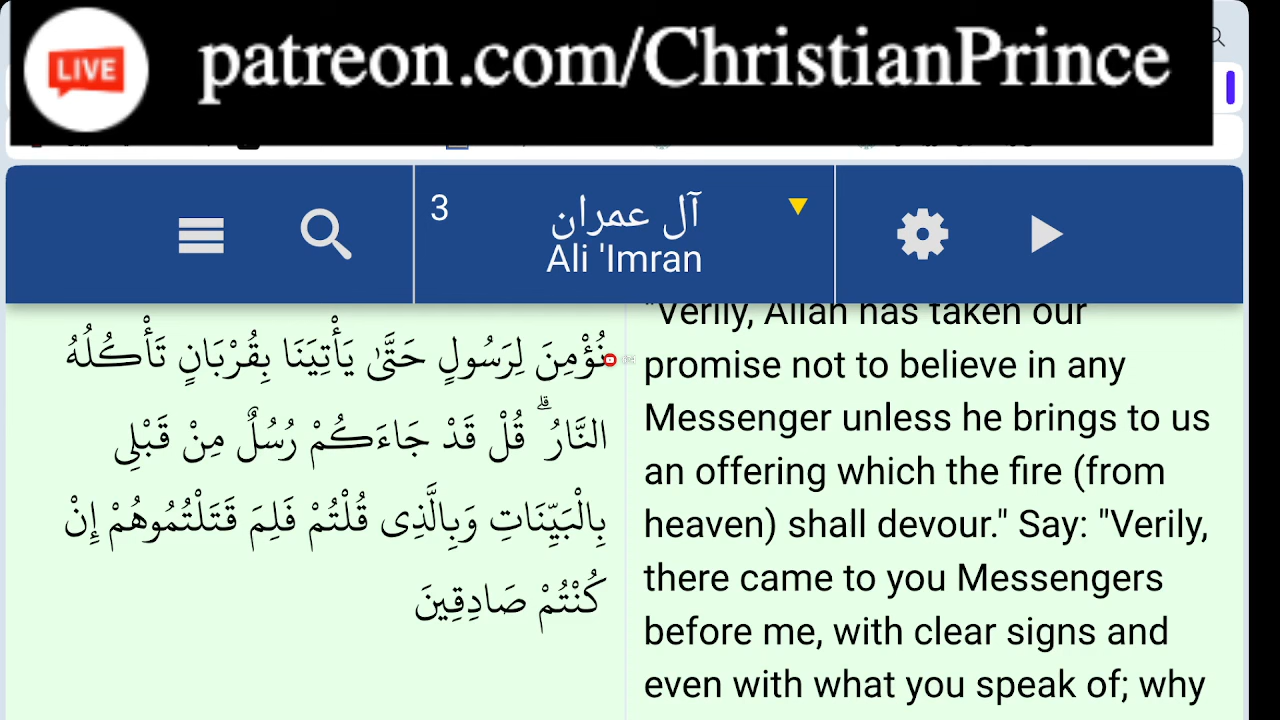 LIVE
patreon.com/ChristianPrince
3
آل عمران
Ali 'Imran
نُؤْمِنَ لِرَسُولٍ حَتَّىٰ يَأْتِيَنَا بِقُرْبَانٍ تَأْكُلُهُ
النَّارُ ۗ قُلْ قَدْ جَاءَكُمْ رُسُلٌ مِنْ قَبْلِى
بِالْبَيِّنَاتِ وَبِالَّذِى قُلْتُمْ فَلِمَ قَتَلْتُمُوهُمْ إِنْ
كُنْتُمْ صَادِقِينَ
"Verily, Allah has taken our
promise not to believe in any
Messenger unless he brings to us
an offering which the fire (from
heaven) shall devour." Say: "Verily,
there came to you Messengers
before me, with clear signs and
even with what you speak of; why